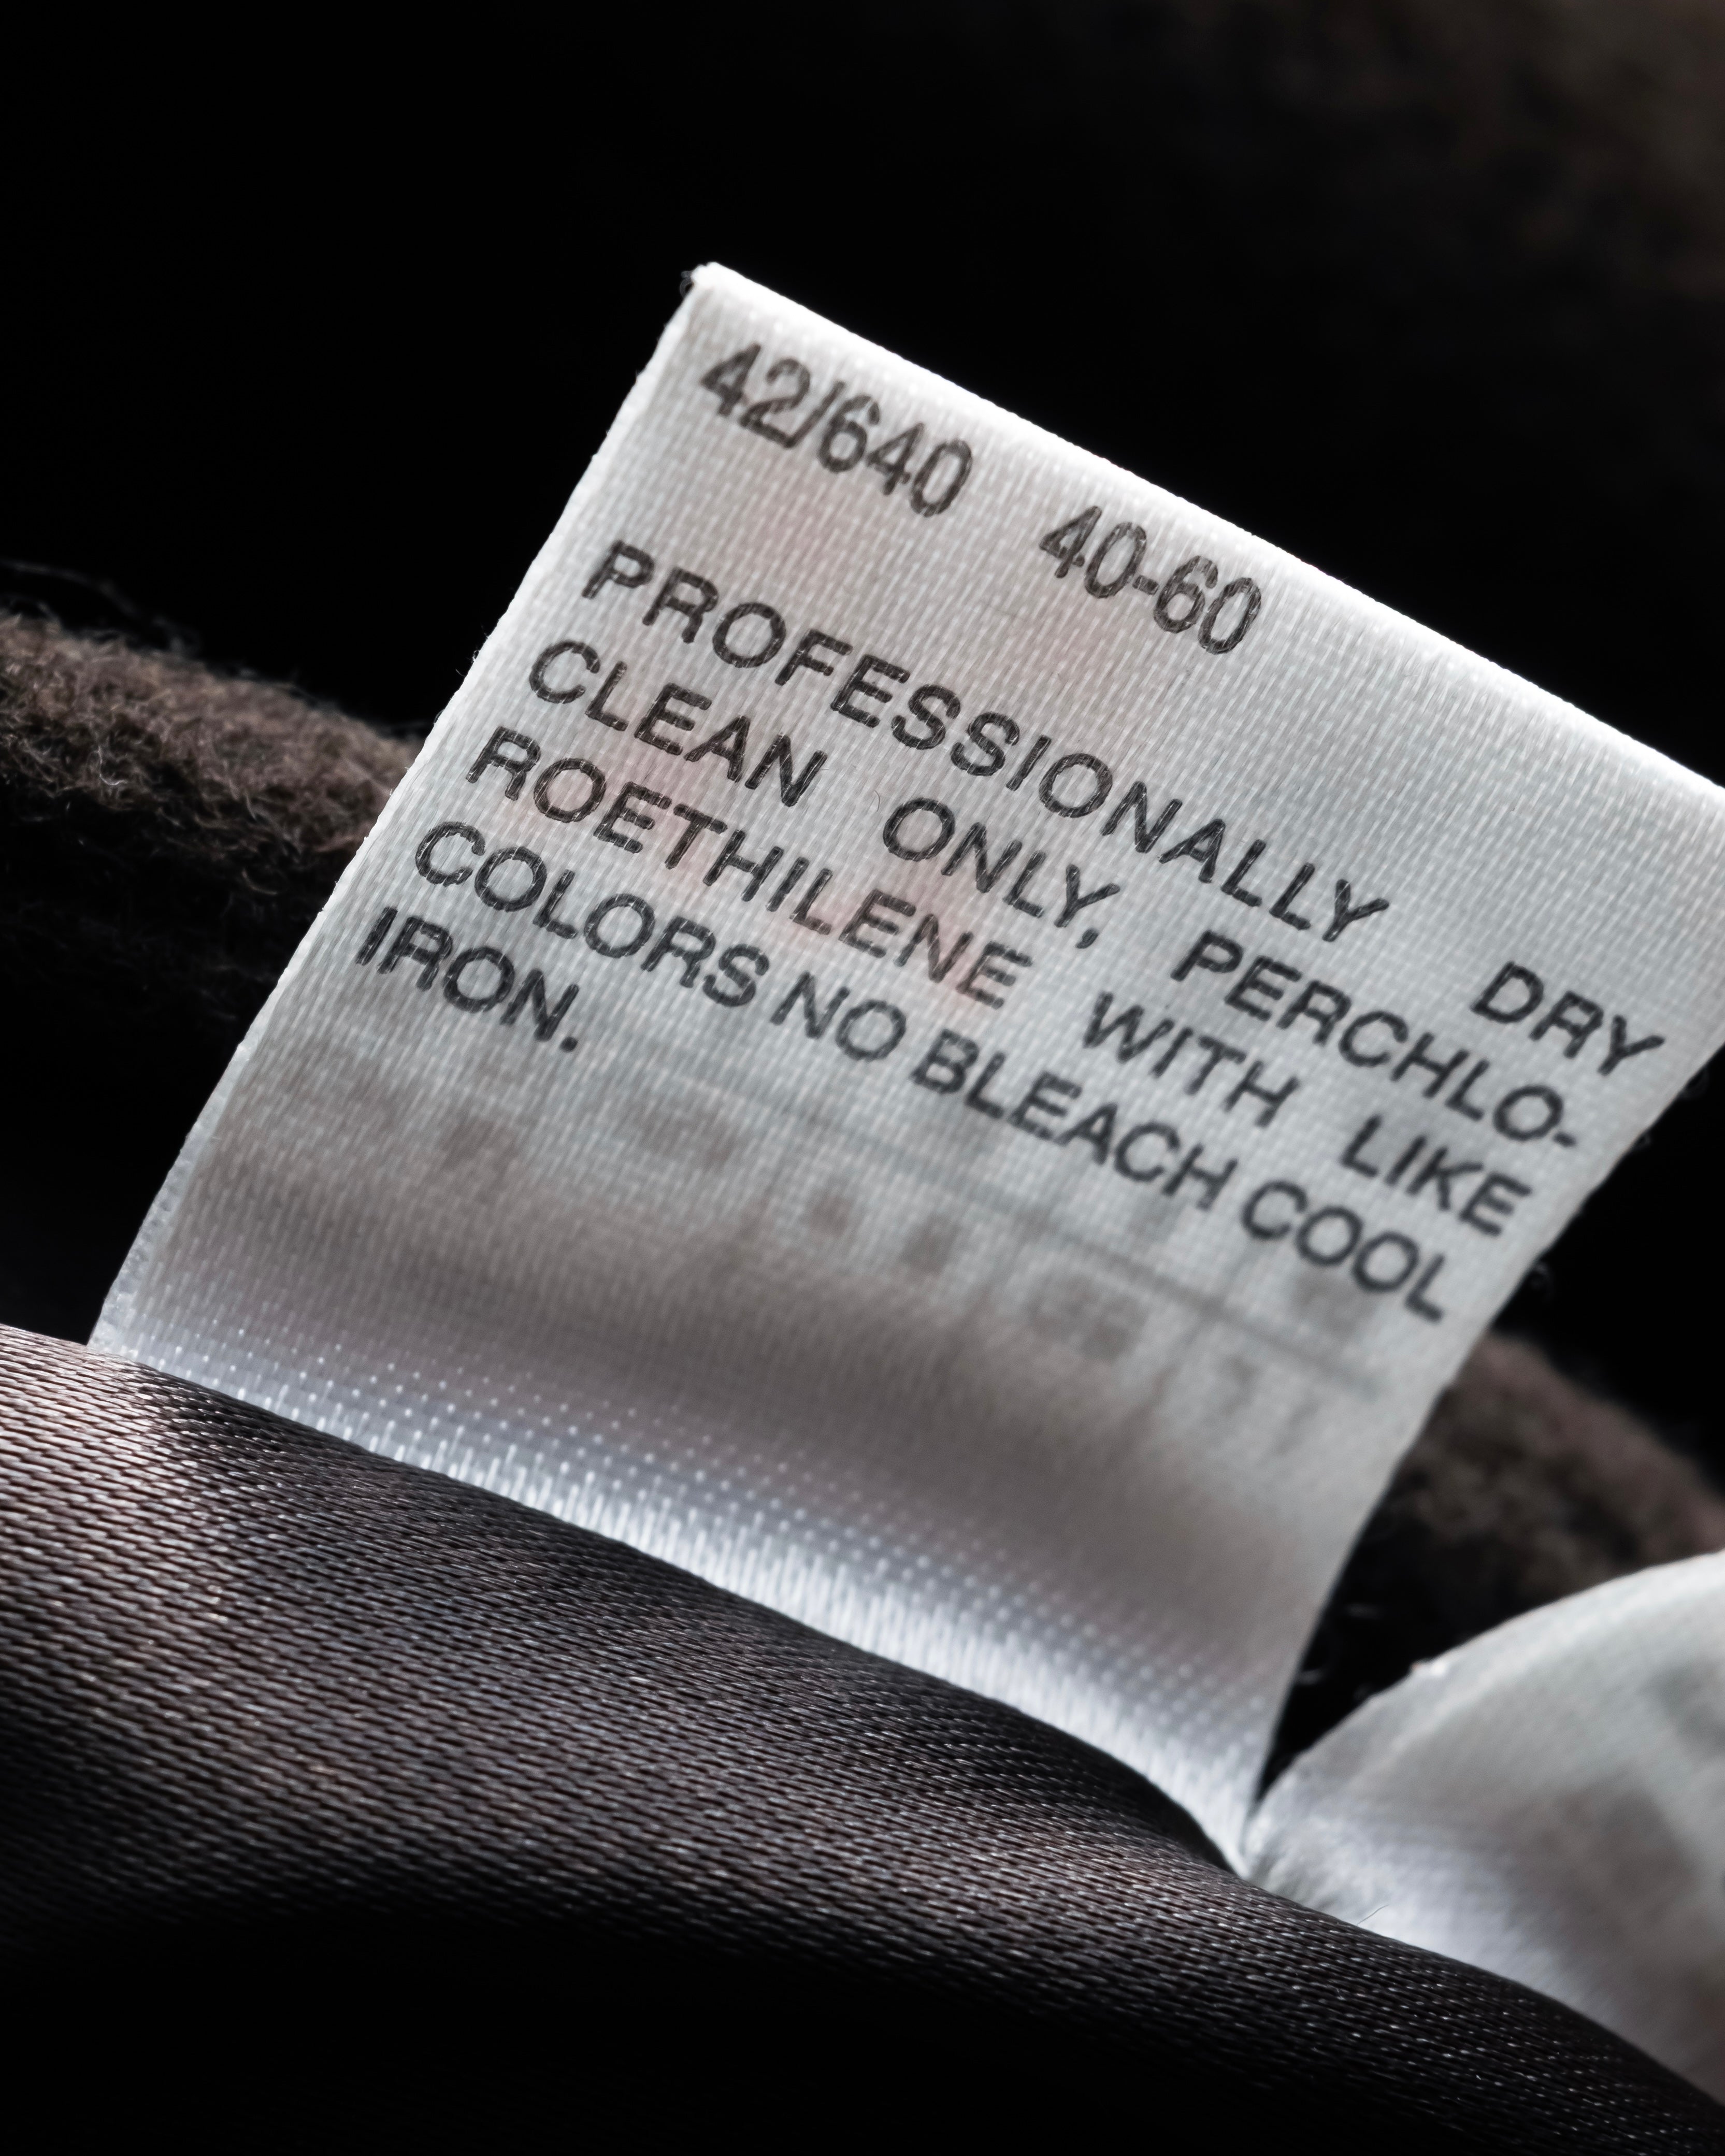 42/640 40-60
PROFESSIONALLY DRY
CLEAN ONLY, PERCHLO-
ROETHILENE WITH LIKE
COLORS NO BLEACH COOL
IRON.